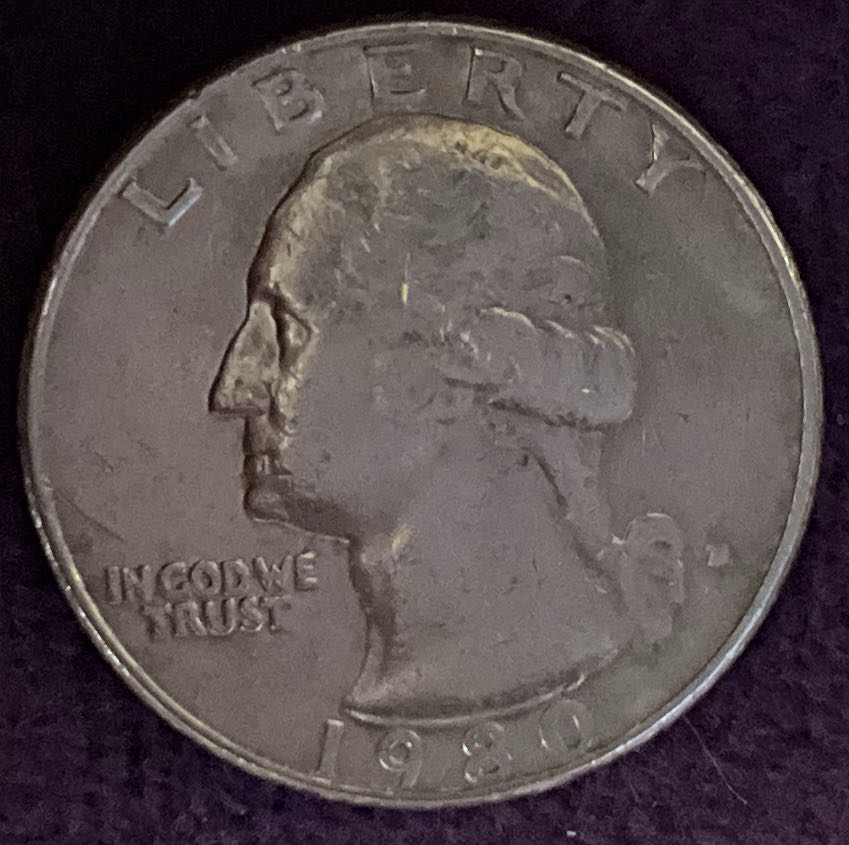 LIBERTY
IN GOD WE
TRUST
1980